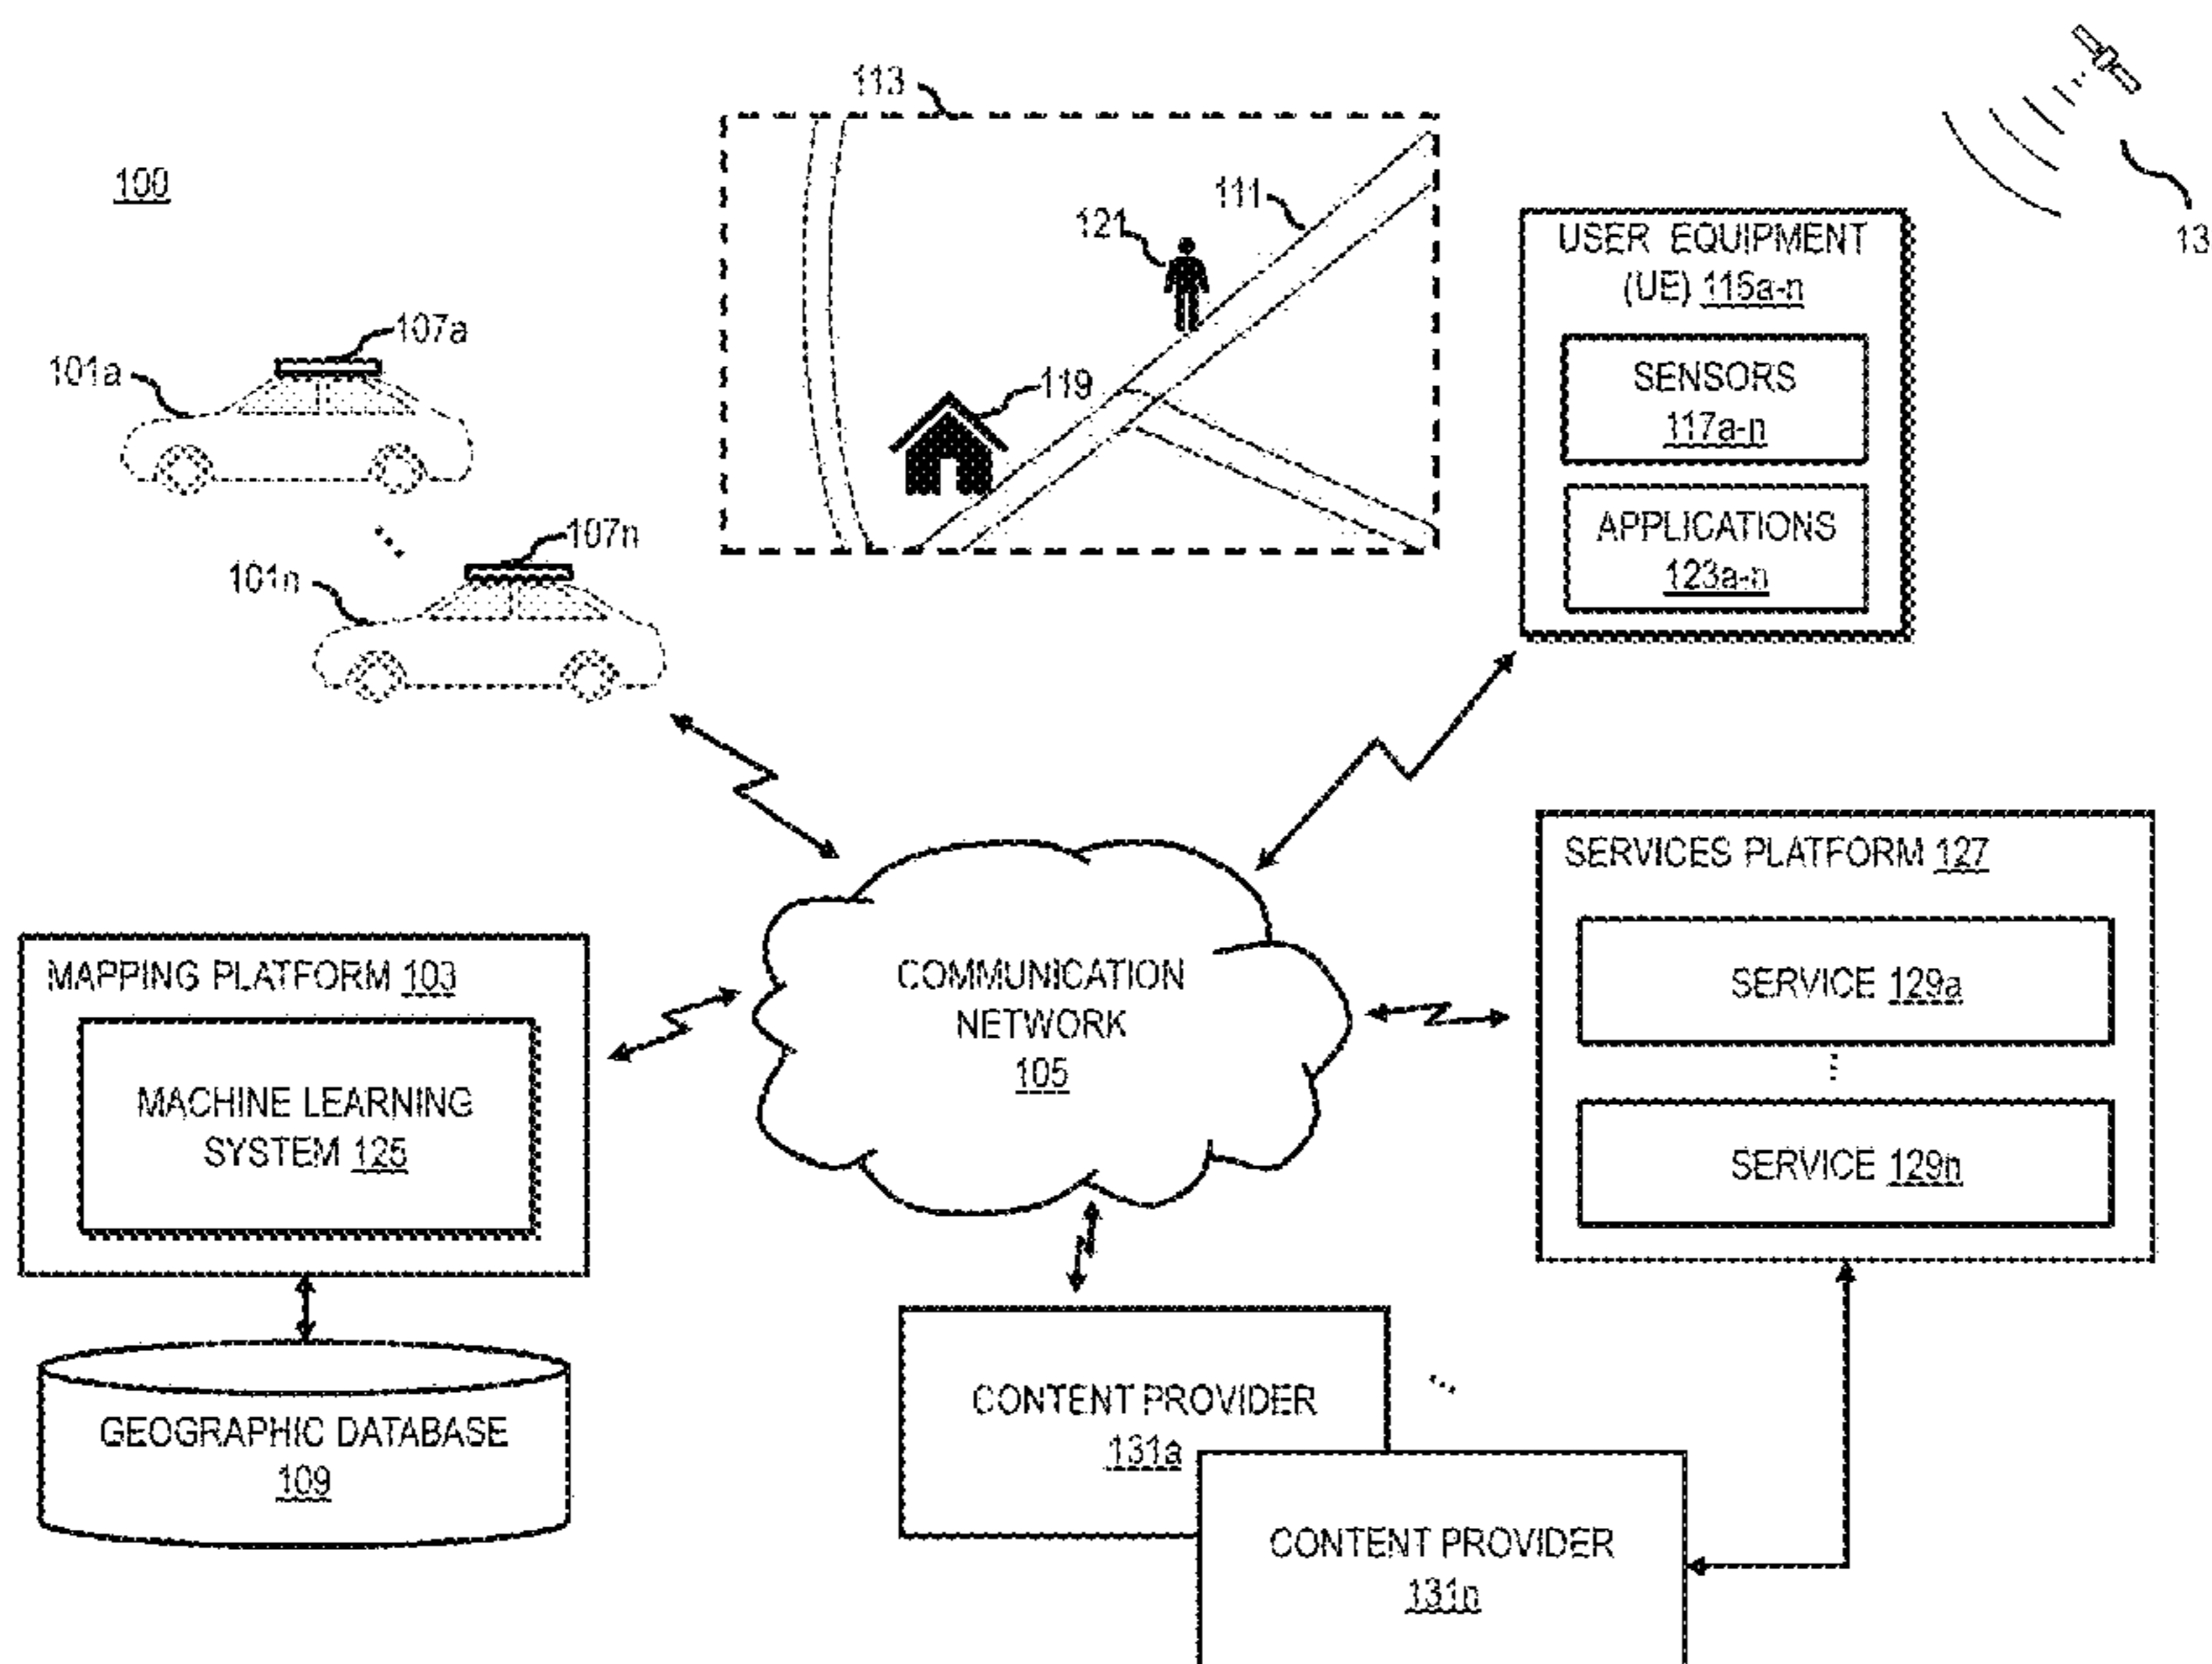 100
113
111
121
119
13
107a
101a
107n
101n
USER EQUIPMENT
(UE) 115a-n
SENSORS
117a-n
APPLICATIONS
123a-n
SERVICES PLATFORM 127
SERVICE 129a
SERVICE 129n
COMMUNICATION
NETWORK
105
MAPPING PLATFORM 103
MACHINE LEARNING
SYSTEM 125
GEOGRAPHIC DATABASE
109
CONTENT PROVIDER
131a
CONTENT PROVIDER
131n